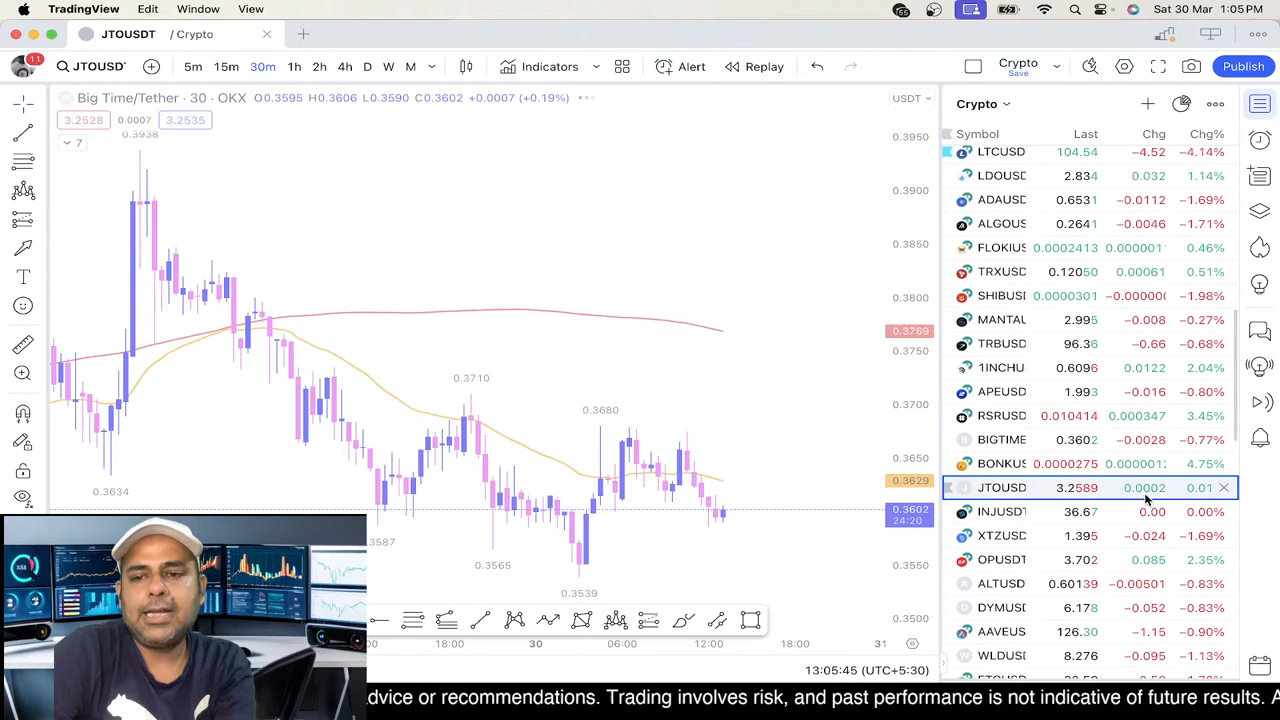 TradingView Edit Window View Sat 30 Mar 1:05 PM
JTOUSDT / Crypto
11 JTOUSDT 5m 15m 30m 1h 2h 4h D W M Indicators Alert Replay Crypto Save Publish
Big Time/Tether · 30 · OKX O0.3595 H0.3606 L0.3590 C0.3602 +0.0007 (+0.19%) USDT
3.2528 0.0007 3.2535
7
0.3938
0.3710
0.3680
0.3634
0.3587
0.3565
0.3539
0.3950
0.3900
0.3850
0.3800
0.3769
0.3750
0.3700
0.3650
0.3629
0.3602
24:20
0.3550
0.3500
18:00 30 06:00 12:00 18:00 31
13:05:45 (UTC+5:30)
Crypto
Symbol Last Chg Chg%
LTCUSD 104.54 −4.52 −4.14%
LDOUSD 2.834 0.032 1.14%
ADAUSD 0.6531 −0.0112 −1.69%
ALGOUS 0.2641 −0.0046 −1.71%
FLOKIUS 0.0002413 0.0000011 0.46%
TRXUSD 0.12050 0.00061 0.51%
SHIBUSD 0.0000301 −0.000000 −1.98%
MANTAU 2.995 −0.008 −0.27%
TRBUSD 96.36 −0.66 −0.68%
1INCHU 0.6096 0.0122 2.04%
APEUSD 1.993 −0.016 −0.80%
RSRUSD 0.010414 0.000347 3.45%
BIGTIME 0.3602 −0.0028 −0.77%
BONKUS 0.0000275 0.0000012 4.75%
JTOUSD 3.2589 0.0002 0.01
INJUSDT 36.67 0.00 0.00%
XTZUSD 1.395 −0.024 −1.69%
OPUSDT 3.702 0.085 2.35%
ALTUSD 0.60139 −0.00501 −0.83%
DYMUSD 6.178 −0.052 −0.83%
AAVEUS 126.30 −1.15 −0.90%
WLDUSD 8.276 −0.095 −1.13%
advice or recommendations. Trading involves risk, and past performance is not indicative of future results. A